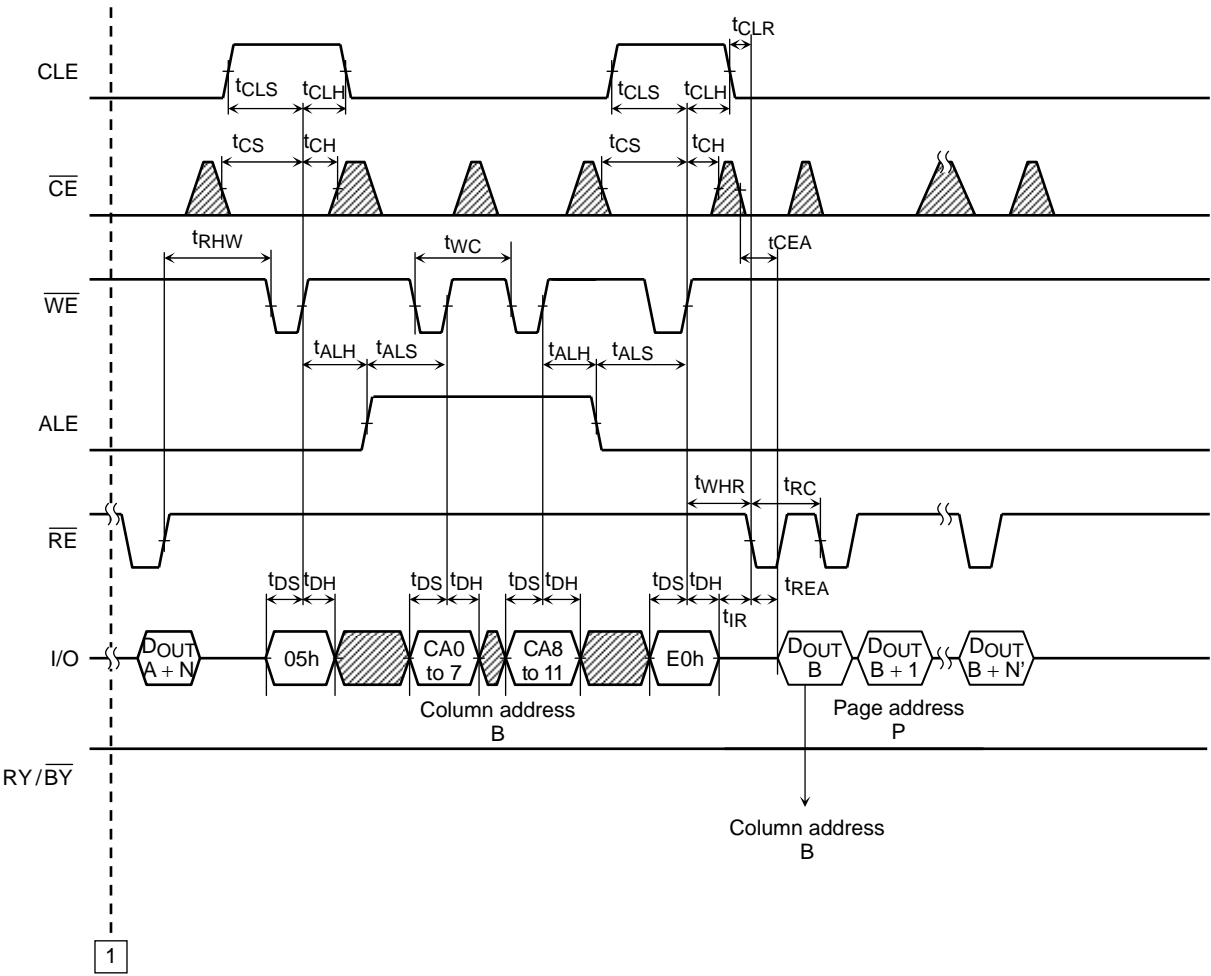 tCLR
CLE
tCLS tCLH tCLS tCLH
tCS tCH tCS tCH
CE
tRHW tWC tCEA
WE
tALH tALS tALH tALS
ALE
tWHR tRC
RE
tDS tDH tDS tDH tDS tDH tDS tDH tREA
tIR
I/O
DOUT
A + N
05h
CA0
to 7
CA8
to 11
E0h
DOUT
B
DOUT
B + 1
DOUT
B + N'
Column address
B
Page address
P
RY/BY
Column address
B
1